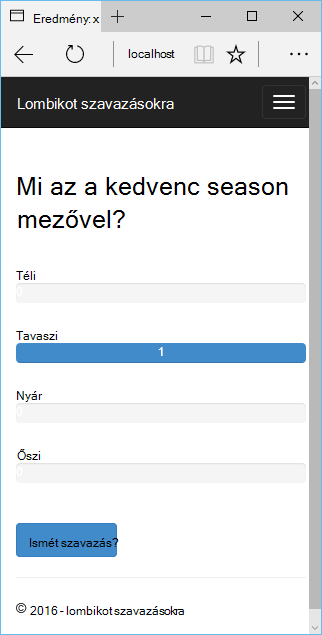 Eredmény: x
localhost
Lombikot szavazásokra
Mi az a kedvenc season
mezővel?
Téli
0
Tavaszi
1
Nyár
0
Őszi
0
Ismét szavazás?
© 2016 - lombikot szavazásokra